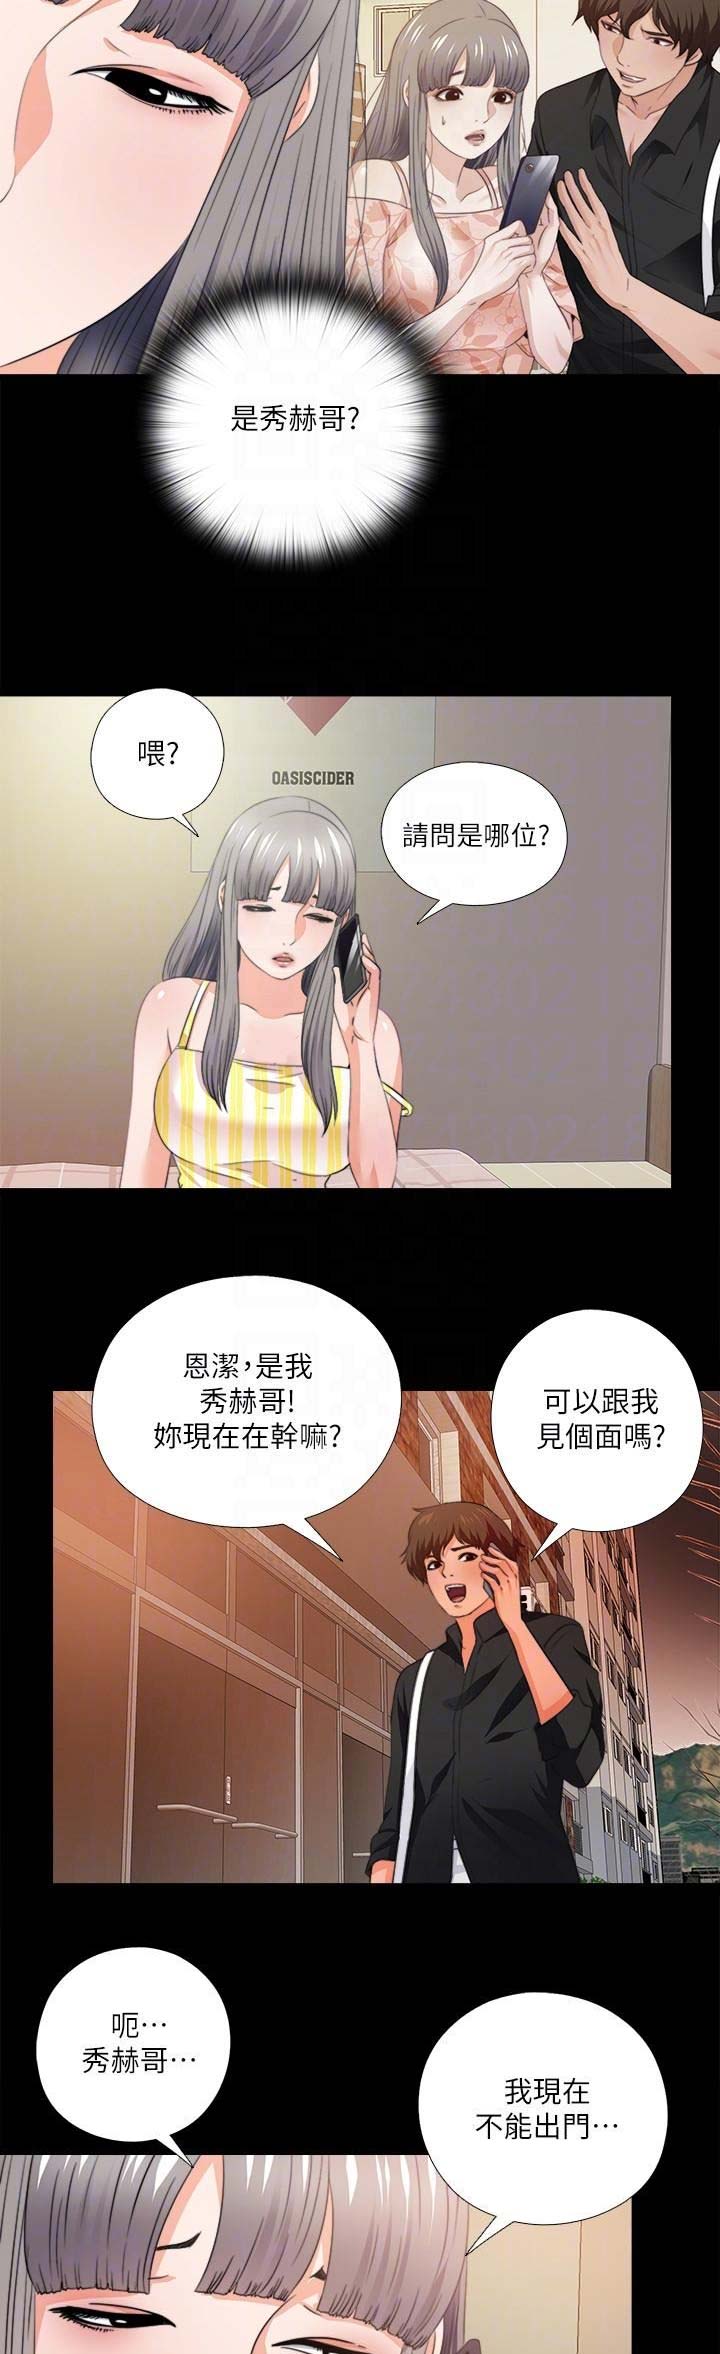 是秀赫哥?
喂?
OASISCIDER
請問是哪位?
恩潔，是我
秀赫哥!
妳現在在幹嘛?
可以跟我
見個面嗎?
呃⋯
秀赫哥⋯
我現在
不能出門⋯